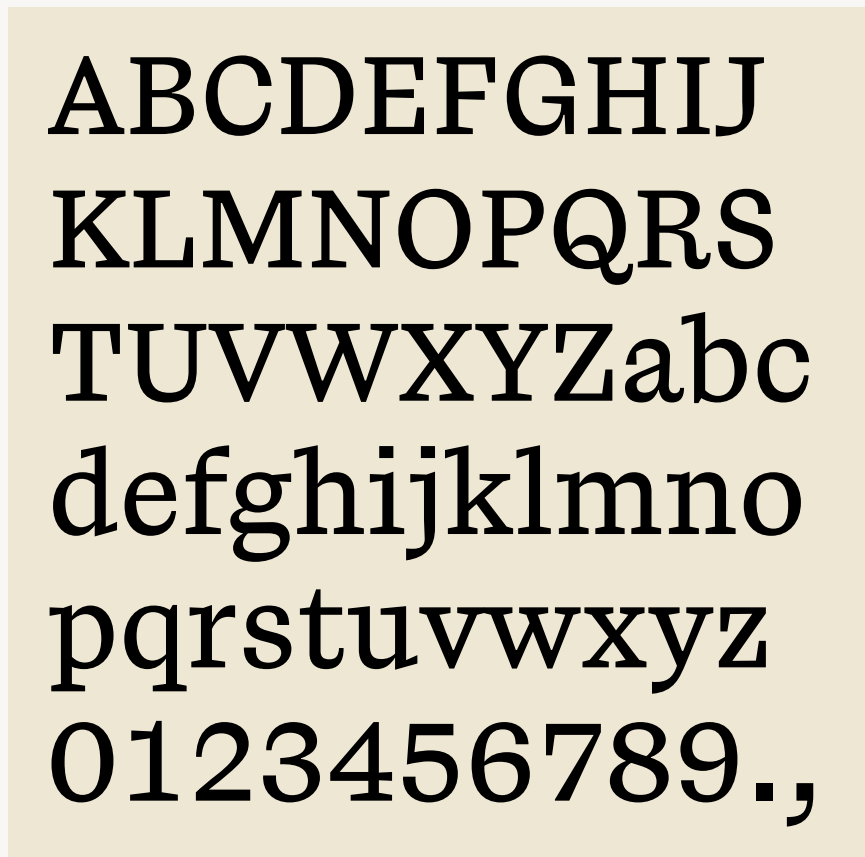 ABCDEFGHIJ
KLMNOPQRS
TUVWXYZabc
defghijklmno
pqrstuvwxyz
0123456789.,